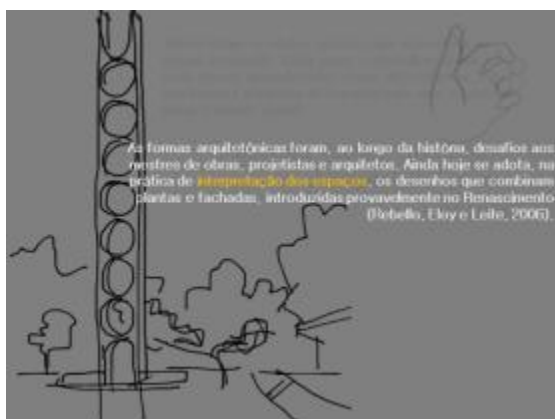 As formas arquitetônicas foram, ao longo da história, desafios aos
mestres de obras, projetistas e arquitetos. Ainda hoje se adota, na
prática de interpretação dos espaços, os desenhos que combinam
plantas e fachadas, introduzidas provavelmente no Renascimento
(Rebello, Eloy e Leite, 2006).